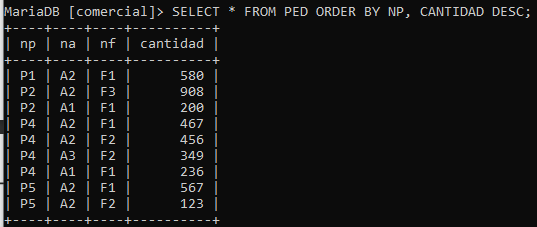 MariaDB [comercial]> SELECT * FROM PED ORDER BY NP, CANTIDAD DESC;
+----+----+----+----------+
| np | na | nf | cantidad |
+----+----+----+----------+
| P1 | A2 | F1 |      580 |
| P2 | A2 | F3 |      908 |
| P2 | A1 | F1 |      200 |
| P4 | A2 | F1 |      467 |
| P4 | A2 | F2 |      456 |
| P4 | A3 | F2 |      349 |
| P4 | A1 | F1 |      236 |
| P5 | A2 | F1 |      567 |
| P5 | A2 | F2 |      123 |
+----+----+----+----------+